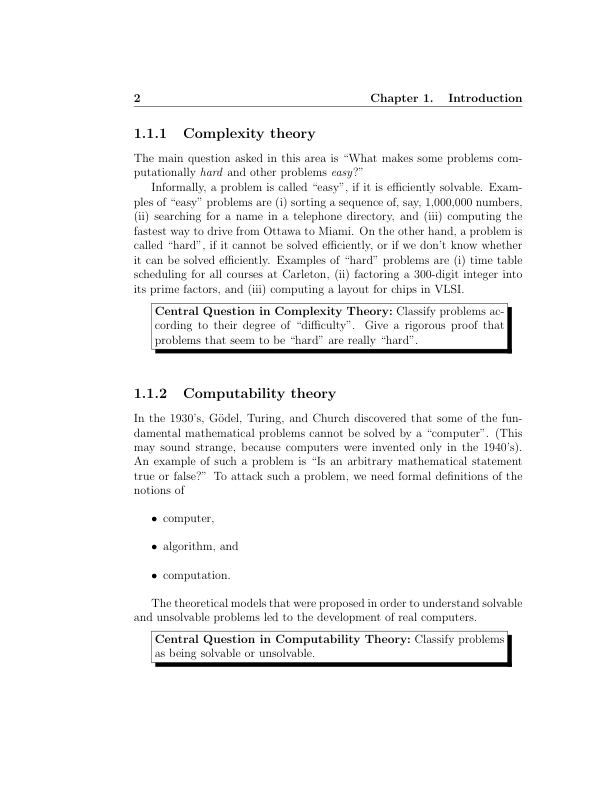 2 Chapter 1. Introduction
1.1.1 Complexity theory
The main question asked in this area is “What makes some problems com-
putationally hard and other problems easy?”
Informally, a problem is called “easy”, if it is efficiently solvable. Exam-
ples of “easy” problems are (i) sorting a sequence of, say, 1,000,000 numbers,
(ii) searching for a name in a telephone directory, and (iii) computing the
fastest way to drive from Ottawa to Miami. On the other hand, a problem is
called “hard”, if it cannot be solved efficiently, or if we don’t know whether
it can be solved efficiently. Examples of “hard” problems are (i) time table
scheduling for all courses at Carleton, (ii) factoring a 300-digit integer into
its prime factors, and (iii) computing a layout for chips in VLSI.
Central Question in Complexity Theory: Classify problems ac-
cording to their degree of “difficulty”. Give a rigorous proof that
problems that seem to be “hard” are really “hard”.
1.1.2 Computability theory
In the 1930’s, Gödel, Turing, and Church discovered that some of the fun-
damental mathematical problems cannot be solved by a “computer”. (This
may sound strange, because computers were invented only in the 1940’s).
An example of such a problem is “Is an arbitrary mathematical statement
true or false?” To attack such a problem, we need formal definitions of the
notions of
• computer,
• algorithm, and
• computation.
The theoretical models that were proposed in order to understand solvable
and unsolvable problems led to the development of real computers.
Central Question in Computability Theory: Classify problems
as being solvable or unsolvable.